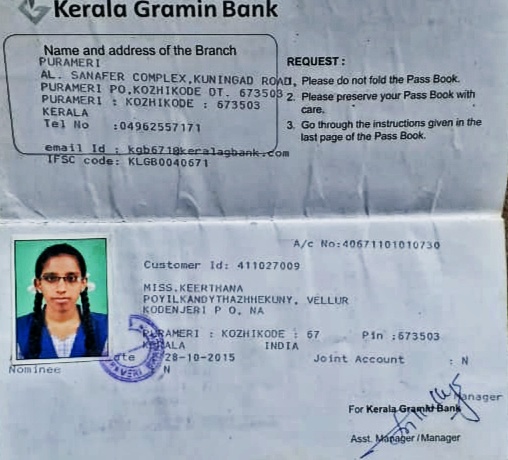 Kerala Gramin Bank
Name and address of the Branch
PURAMERI
AL. SANAFER COMPLEX,KUNINGAD ROAD,
PURAMERI PO,KOZHIKODE DT. 673503
PURAMERI : KOZHIKODE : 673503
KERALA
Tel No :04962557171
email Id : kgb671@keralagbank.com
IFSC code: KLGB0040671
REQUEST :
1. Please do not fold the Pass Book.
2. Please preserve your Pass Book with
care.
3. Go through the instructions given in the
last page of the Pass Book.
A/c No:40671101010730
Customer Id: 411027009
MISS.KEERTHANA
POYILKANDYTHAZHHEKUNY, VELLUR
KODENJERI P O, NA
PURAMERI : KOZHIKODE : 67 Pin :673503
KERALA INDIA
Date 28-10-2015 Joint Account : N
Nominee N
Manager
For Kerala Gramin Bank
Asst. Manager / Manager